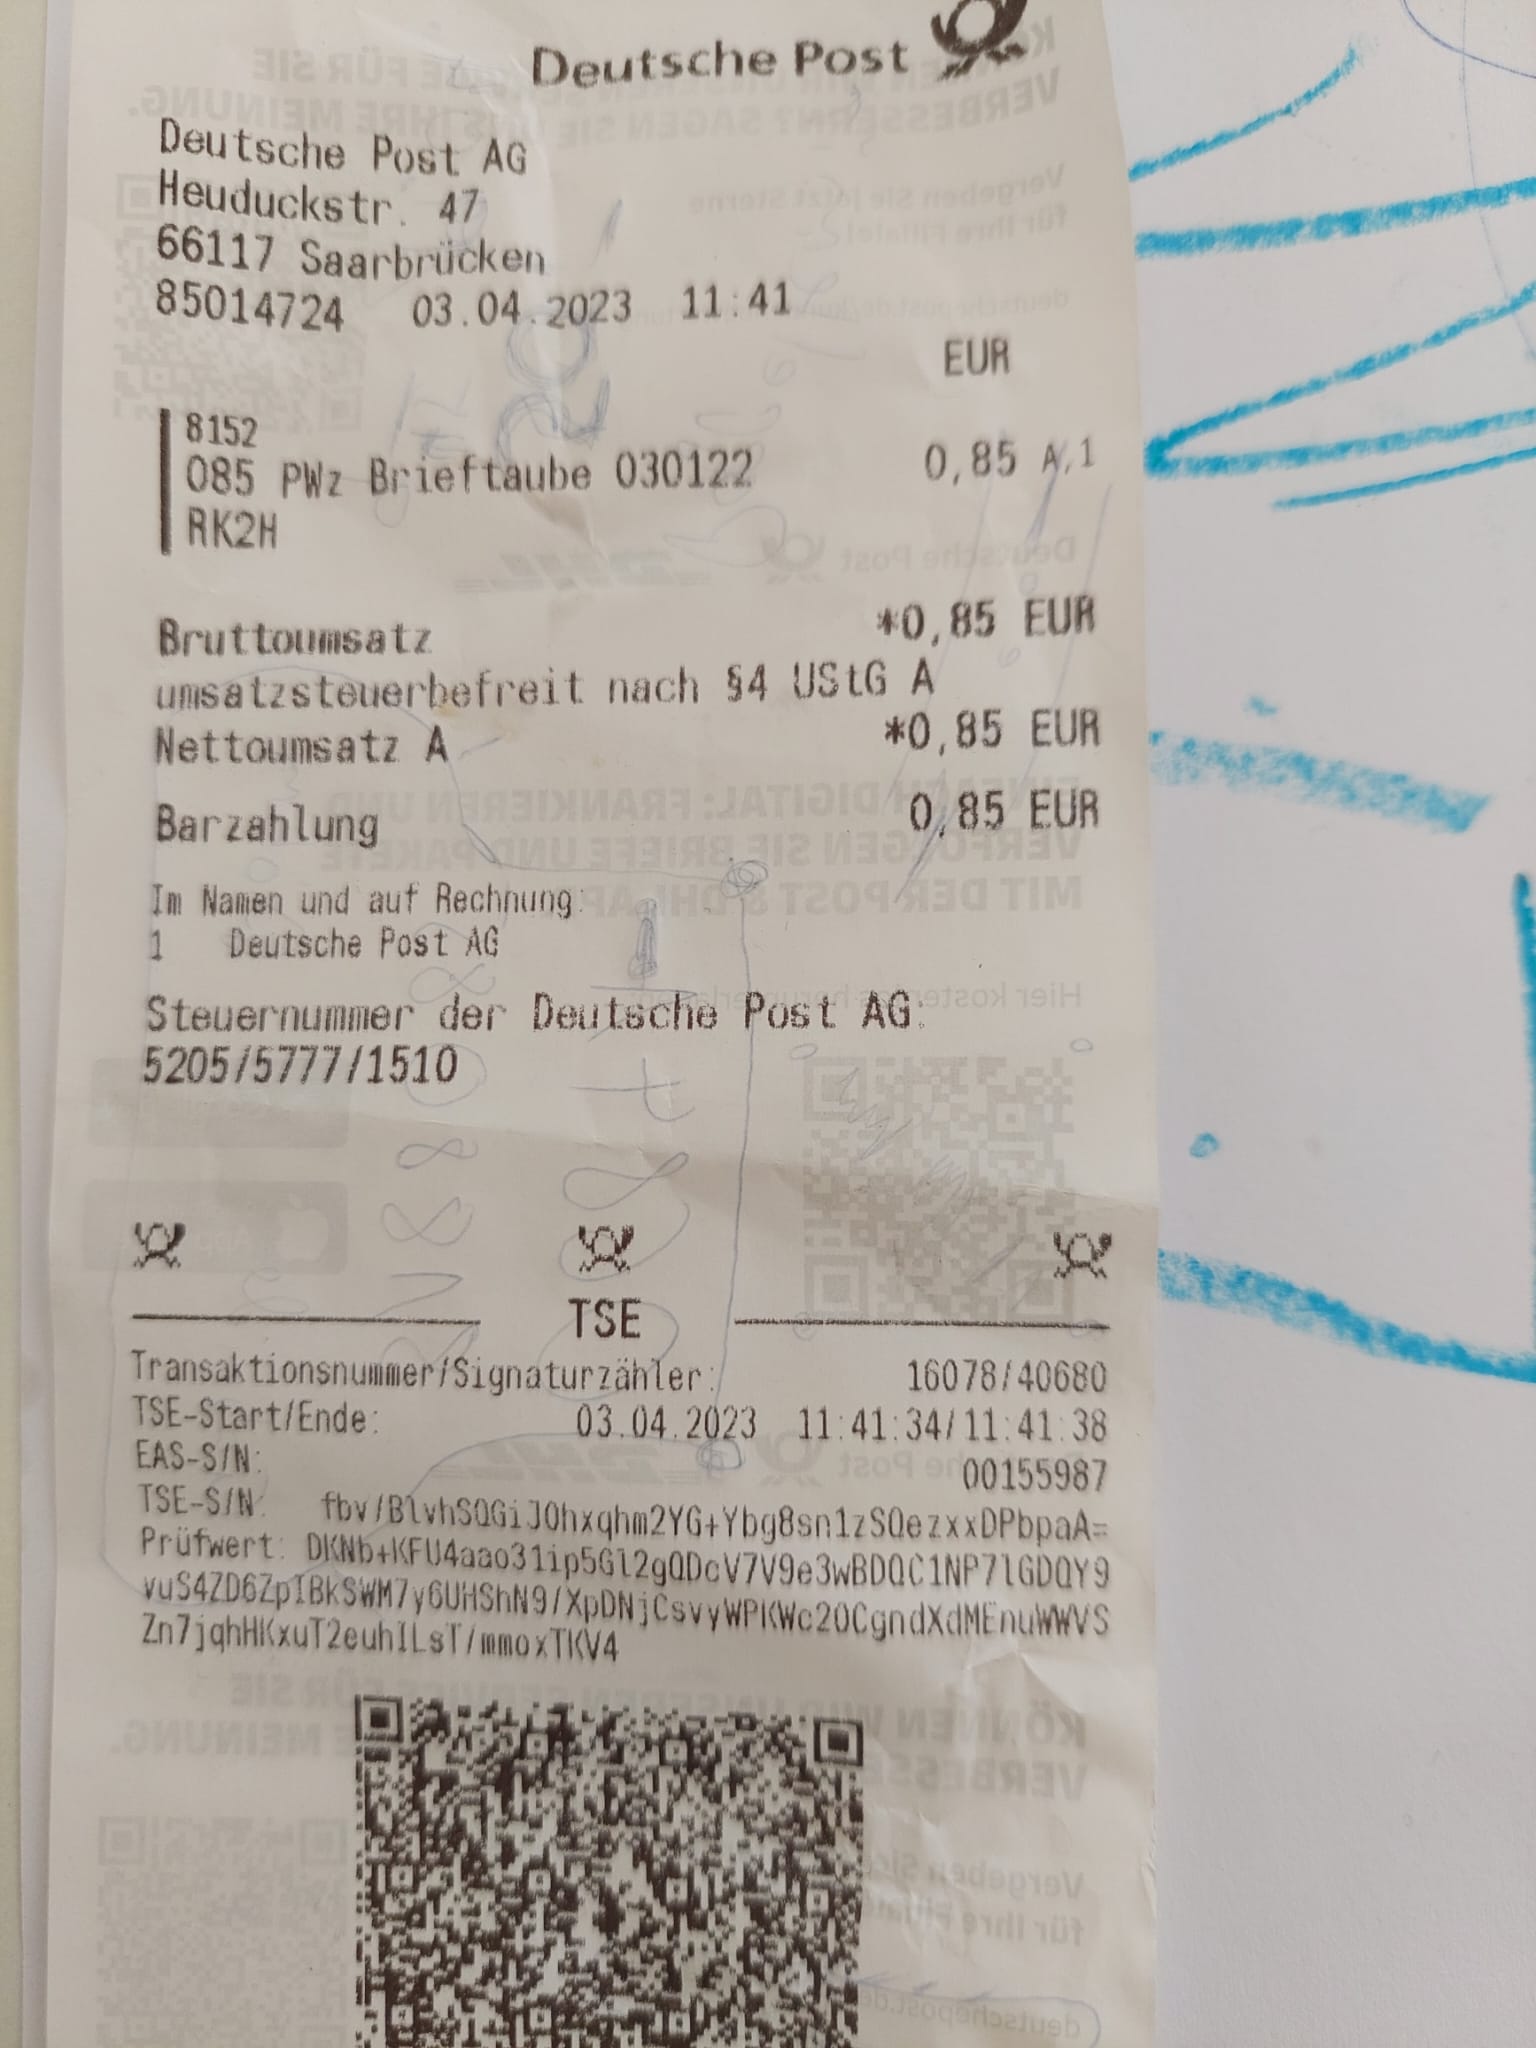 Deutsche Post
Deutsche Post AG
Heuduckstr. 47
66117 Saarbrücken
85014724 03.04.2023 11:41
EUR
8152
085 PWz Brieftaube 030122 0,85 A,1
RK2H
Bruttoumsatz *0,85 EUR
umsatzsteuerbefreit nach §4 UStG A
Nettoumsatz A *0,85 EUR
Barzahlung 0,85 EUR
Im Namen und auf Rechnung:
1 Deutsche Post AG
Steuernummer der Deutsche Post AG:
5205/5777/1510
TSE
Transaktionsnummer/Signaturzähler: 16078/40680
TSE-Start/Ende: 03.04.2023 11:41:34/11:41:38
EAS-S/N: 00155987
TSE-S/N: fbv/BlvhSQGiJ0hxqhm2YG+Ybg8sn1zSQezxxDPbpaA=
Prüfwert: DKNb+KFU4aao31ip5Gl2gQDcV7V9e3wBDQC1NP7lGDQY9
vuS4ZD6ZpIBkSWM7y6UHShN9/XpDNjCsvyWPKWc20CgndXdMEnuWWVS
Zn7jqhHKxuT2euhILsT/mmoxTKV4